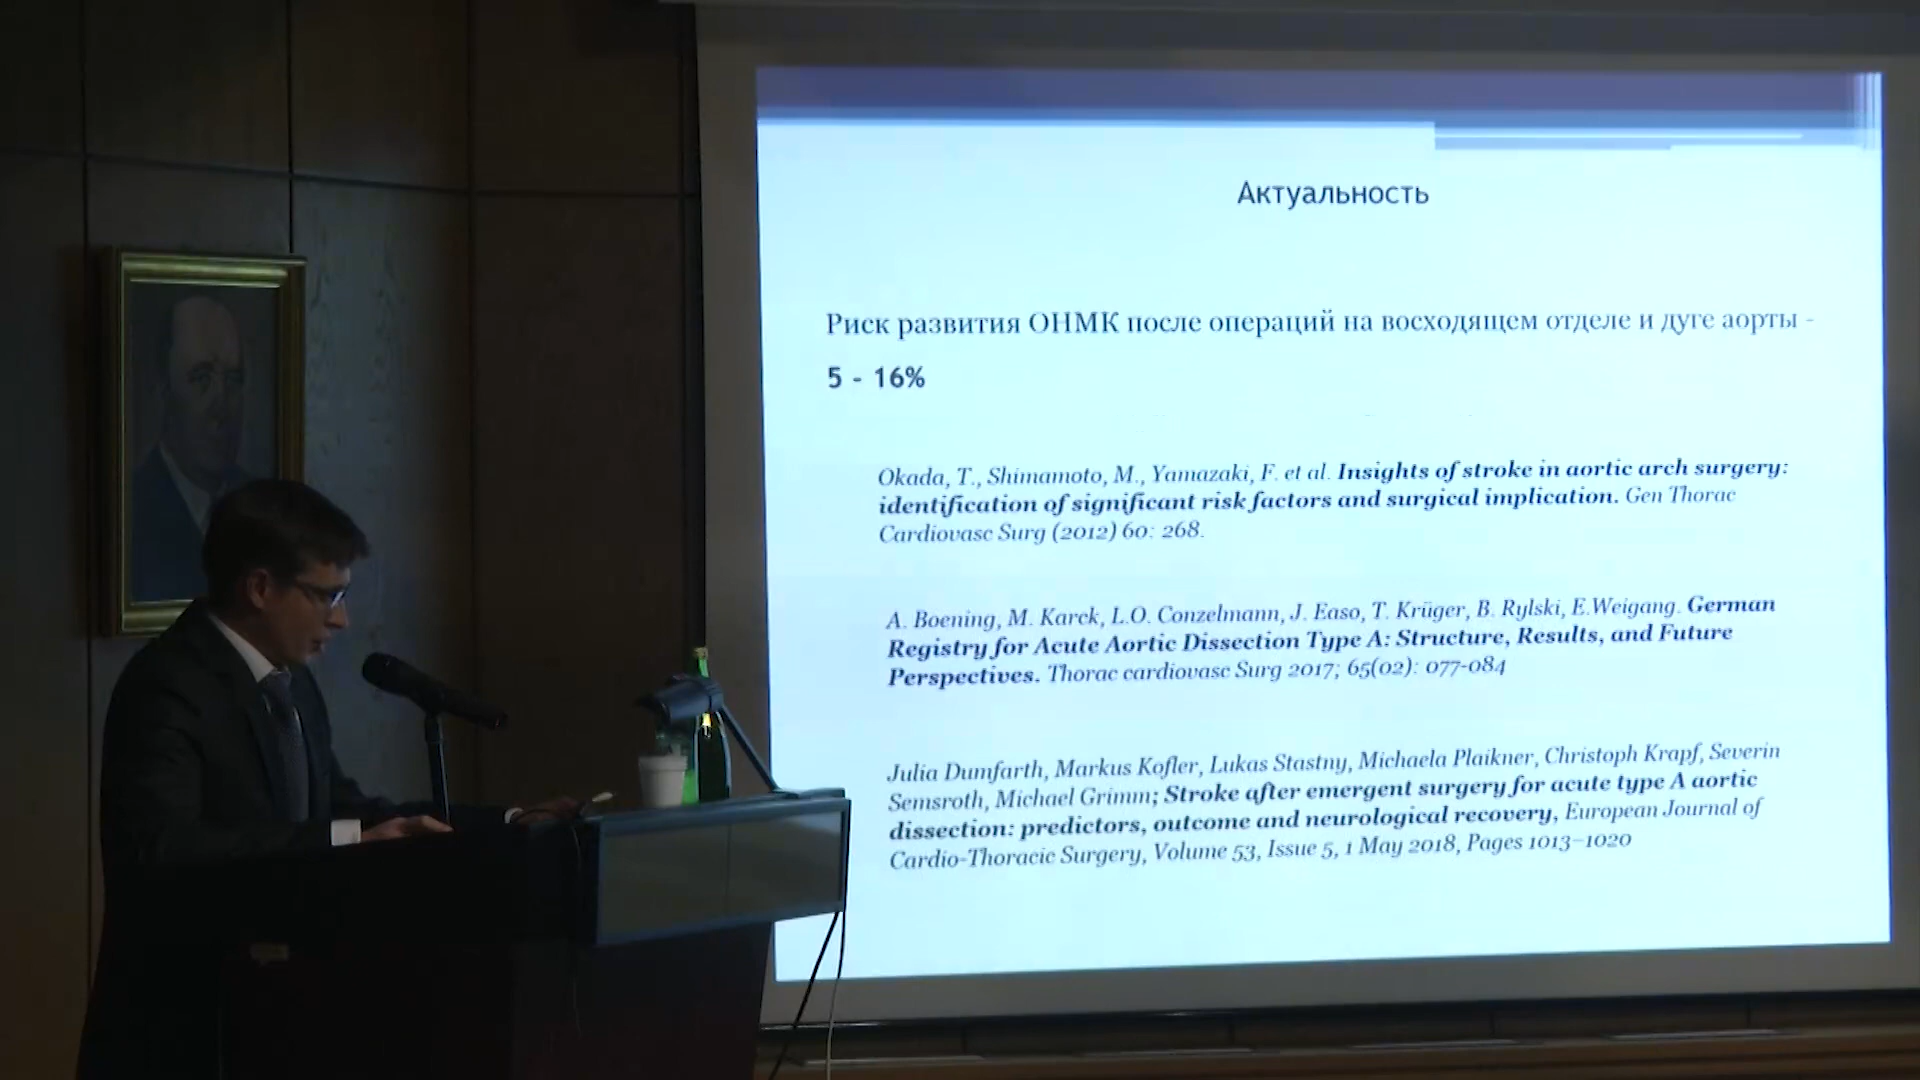 Актуальность
Риск развития ОНМК после операций на восходящем отделе и дуге аорты -
5 - 16%
Okada, T., Shimamoto, M., Yamazaki, F. et al. Insights of stroke in aortic arch surgery:
identification of significant risk factors and surgical implication. Gen Thorac
Cardiovasc Surg (2012) 60: 268.
A. Boening, M. Karck, L.O. Conzelmann, J. Easo, T. Krüger, B. Rylski, E.Weigang. German
Registry for Acute Aortic Dissection Type A: Structure, Results, and Future
Perspectives. Thorac cardiovasc Surg 2017; 65(02): 077-084
Julia Dumfarth, Markus Kofler, Lukas Stastny, Michaela Plaikner, Christoph Krapf, Severin
Semsroth, Michael Grimm; Stroke after emergent surgery for acute type A aortic
dissection: predictors, outcome and neurological recovery, European Journal of
Cardio-Thoracic Surgery, Volume 53, Issue 5, 1 May 2018, Pages 1013–1020